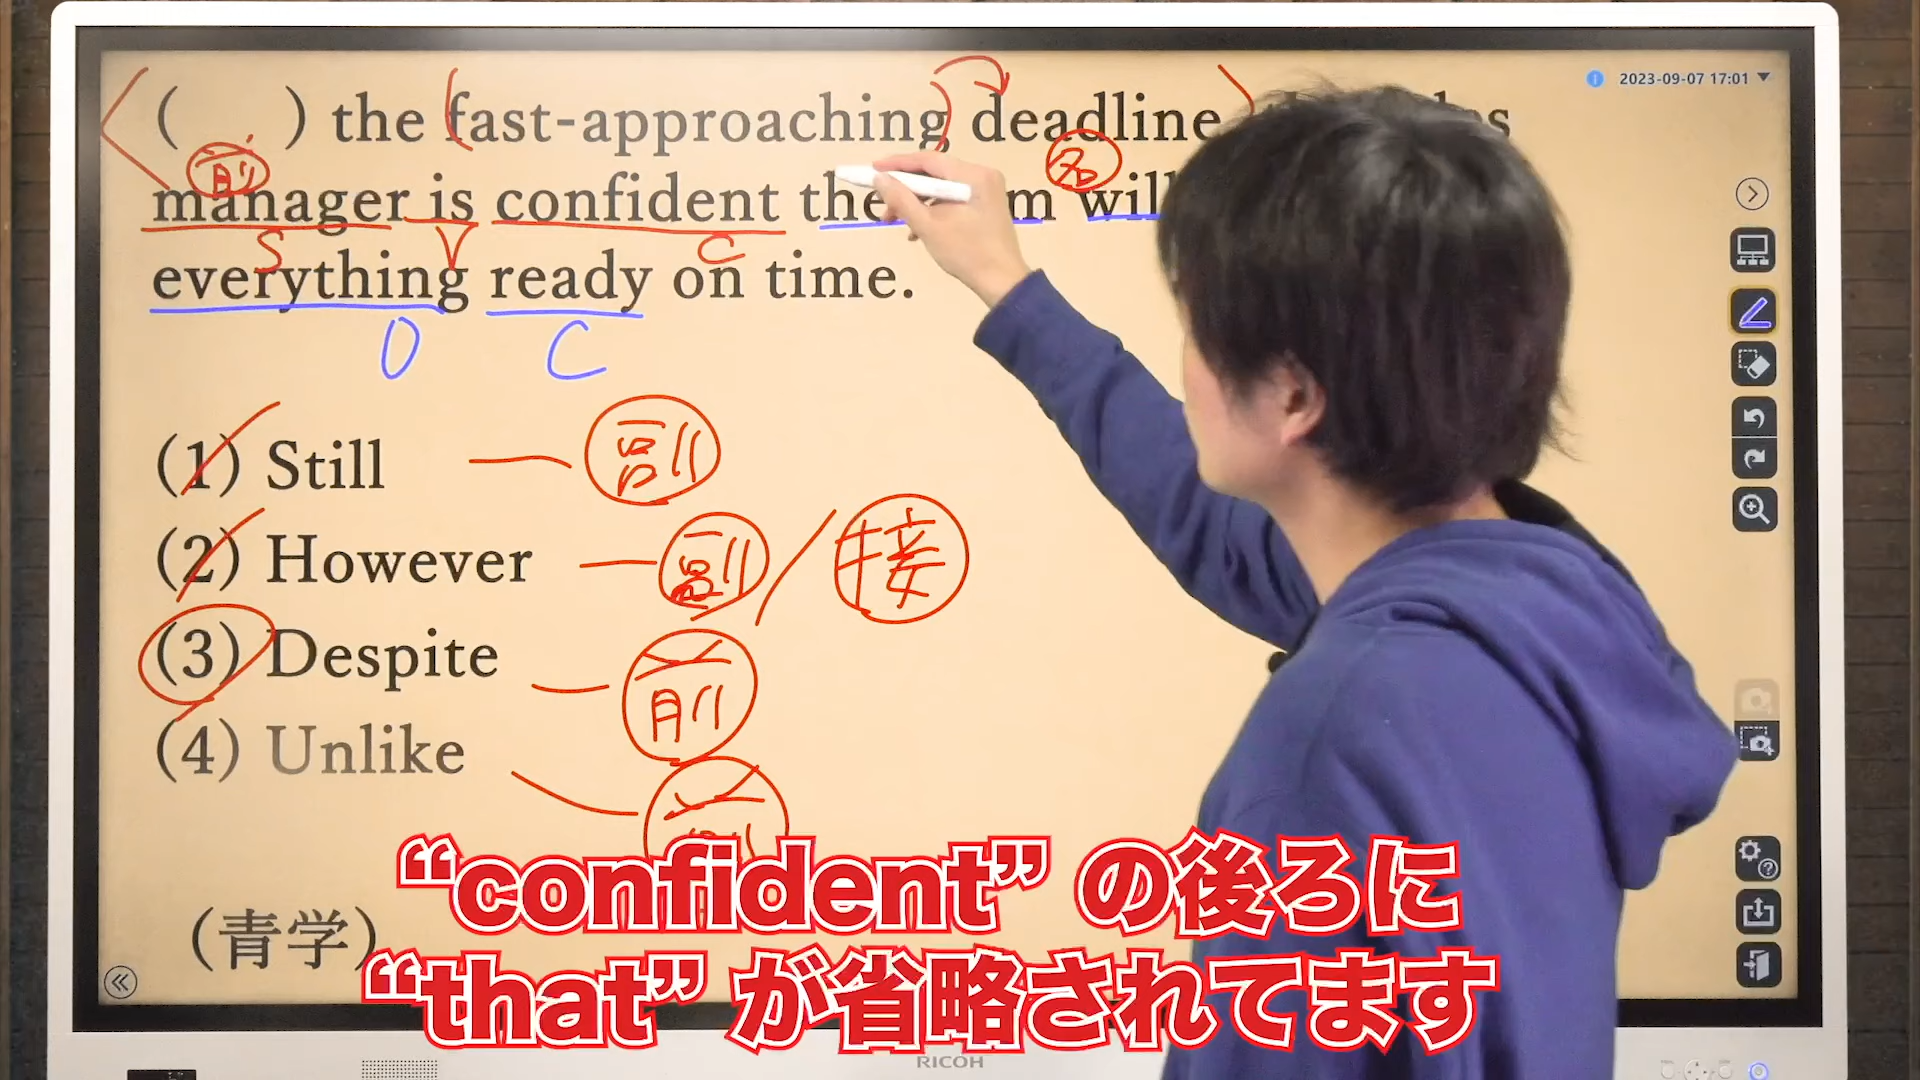 2023-09-07 17:01
( ) the fast-approaching deadline
前 名
manager is confident the m will
S V C
everything ready on time.
O C
(1) Still 副
(2) However 副 / 接
(3) Despite 前
(4) Unlike 前
(青学)
“confident” の後ろに
“that” が省略されてます
RICOH